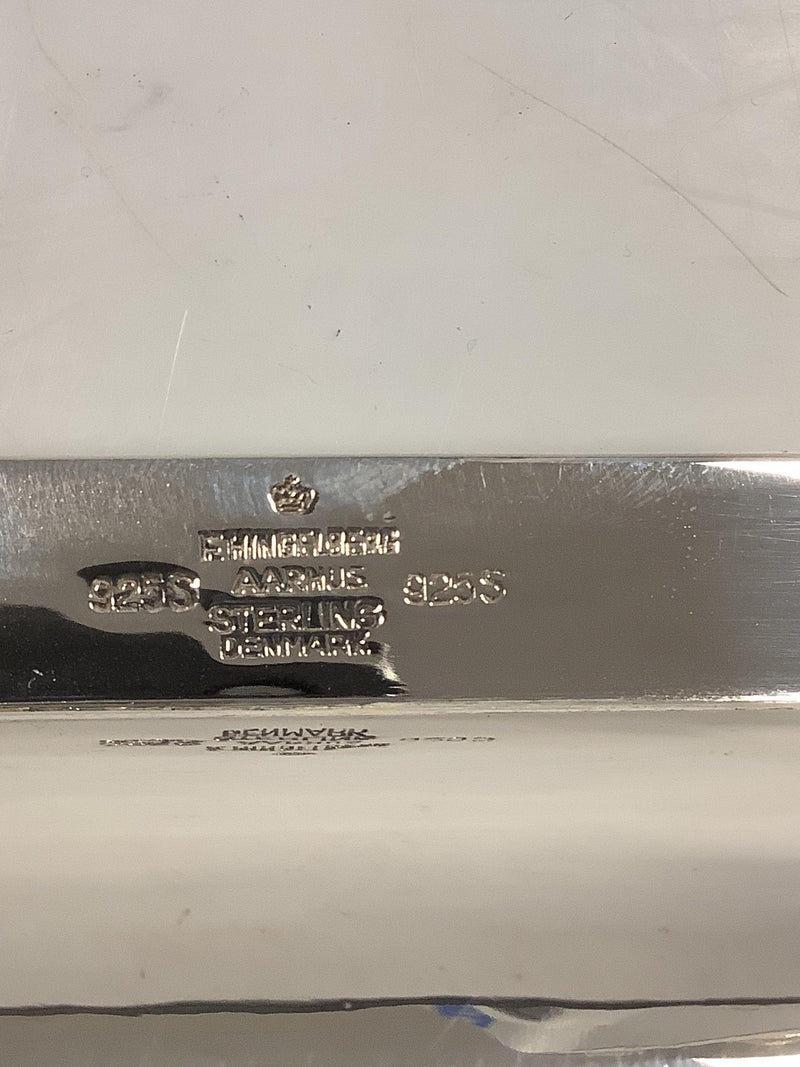 F. HINGELBERG
925S AARHUS 925S
STERLING
DENMARK